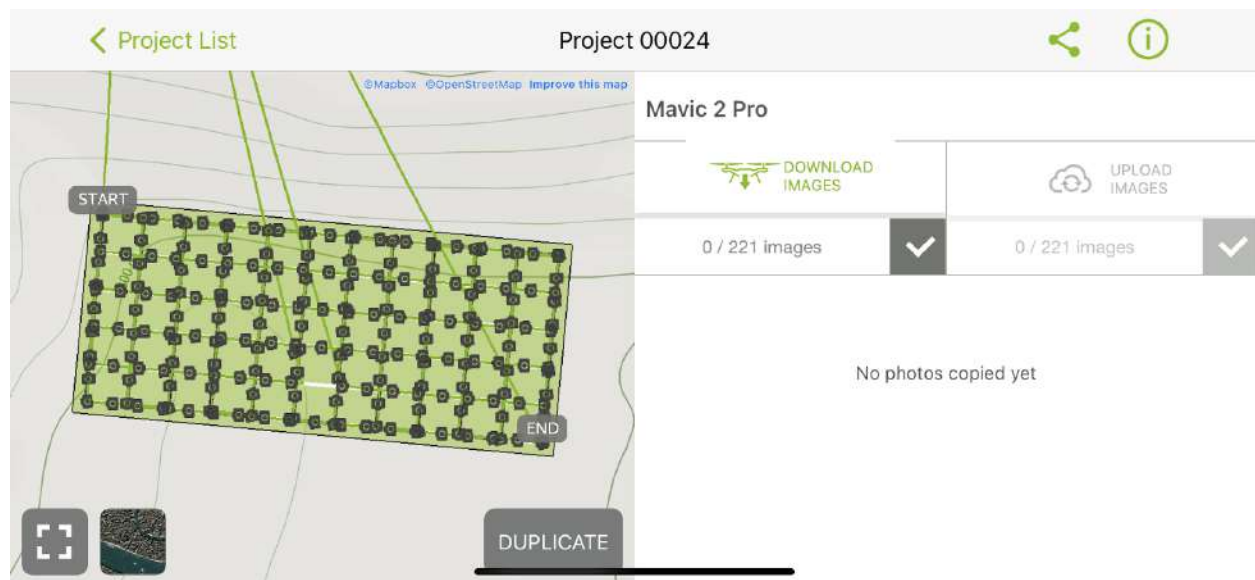 Project List
Project 00024
©Mapbox ©OpenStreetMap Improve this map
Mavic 2 Pro
DOWNLOAD
IMAGES
UPLOAD
IMAGES
0 / 221 images
0 / 221 images
No photos copied yet
START
END
DUPLICATE